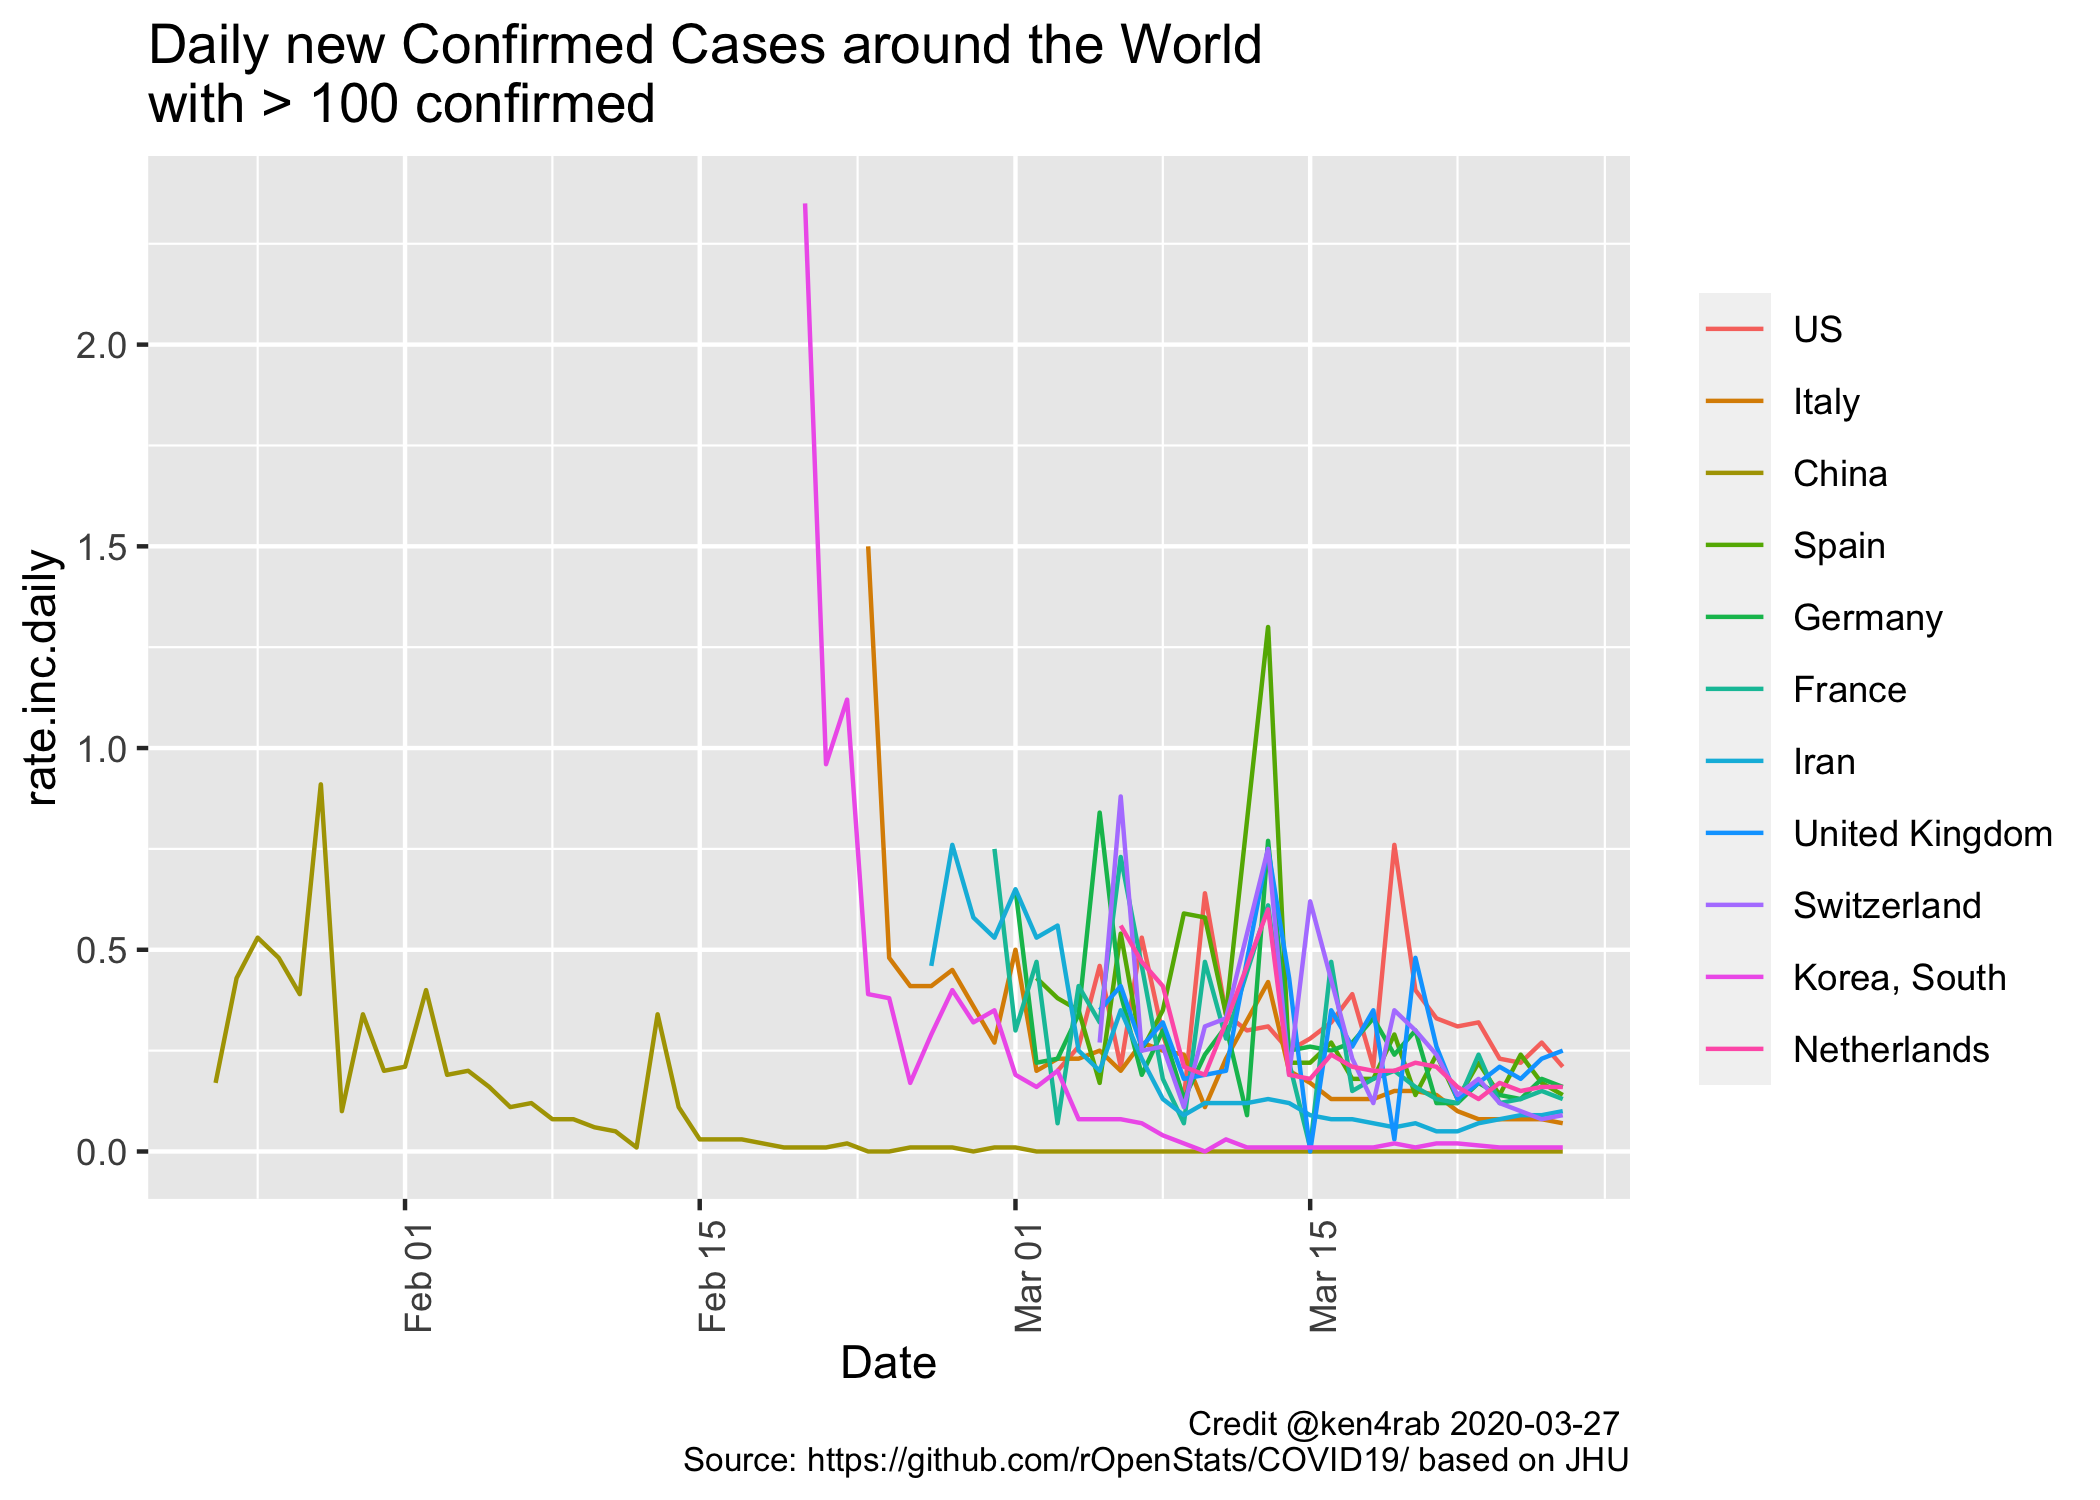 Daily new Confirmed Cases around the World
with > 100 confirmed
rate.inc.daily
2.0
1.5
1.0
0.5
0.0
Feb 01
Feb 15
Mar 01
Mar 15
Date
US
Italy
China
Spain
Germany
France
Iran
United Kingdom
Switzerland
Korea, South
Netherlands
Credit @ken4rab 2020-03-27
Source: https://github.com/rOpenStats/COVID19/ based on JHU